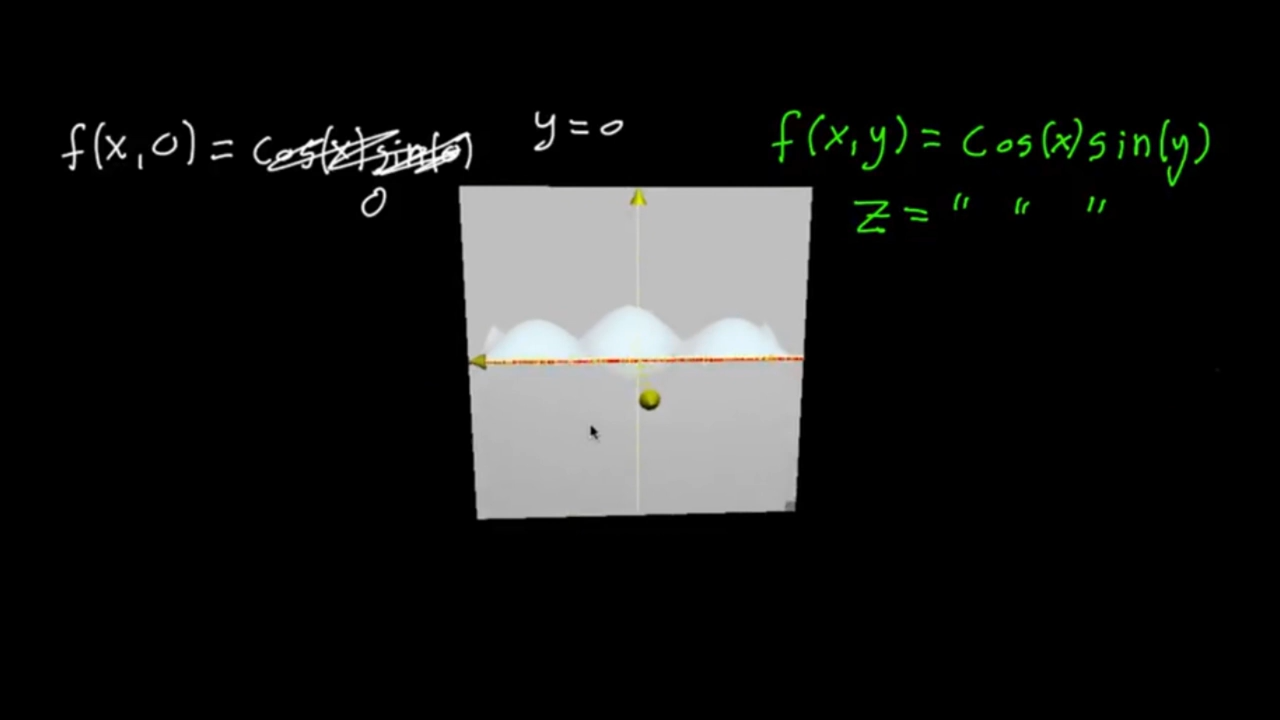 f(x,0) = cos(x)sin(0)
0
y=0
f(x,y) = cos(x)sin(y)
z = " " "